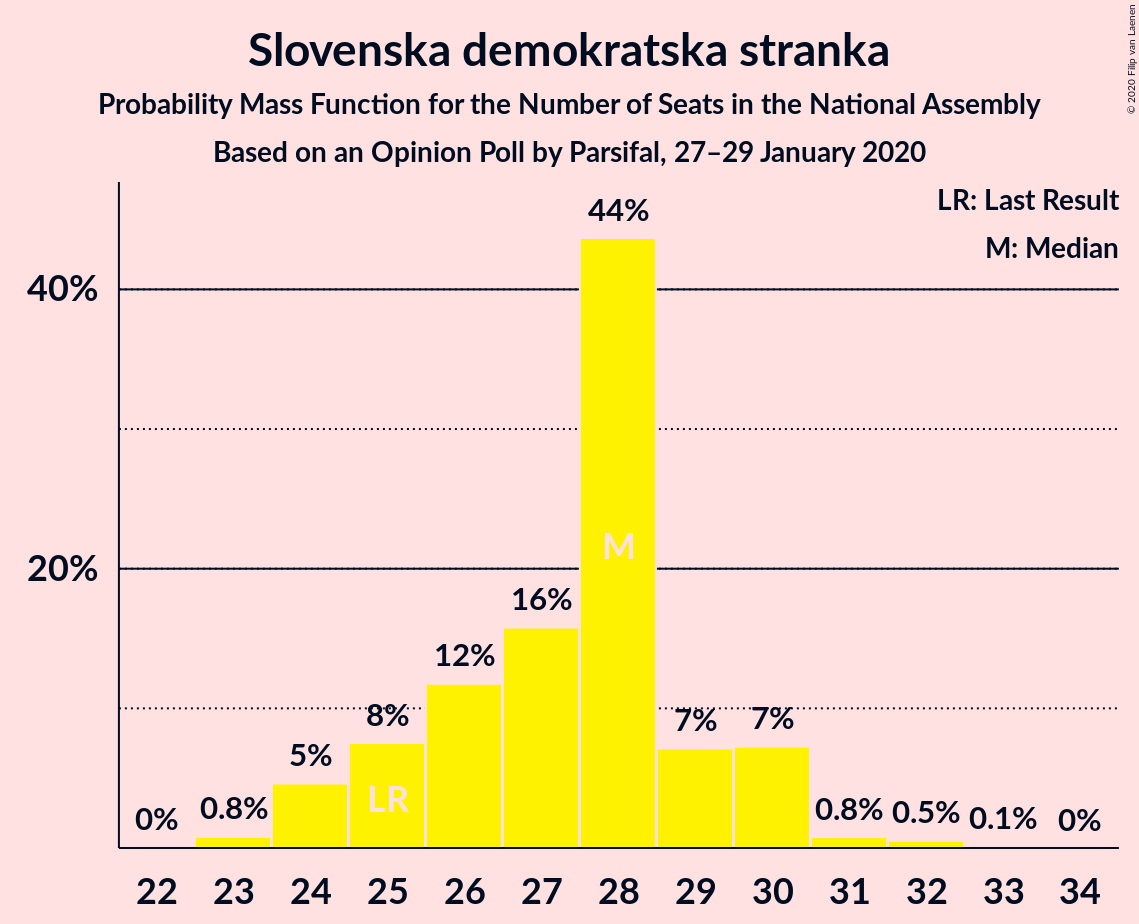 Slovenska demokratska stranka
Probability Mass Function for the Number of Seats in the National Assembly
Based on an Opinion Poll by Parsifal, 27–29 January 2020
© 2020 Filip van Laenen
LR: Last Result
M: Median
40%
20%
0%
0.8%
5%
8%
12%
16%
44%
7%
7%
0.8%
0.5%
0.1%
0%
LR
M
22 23 24 25 26 27 28 29 30 31 32 33 34